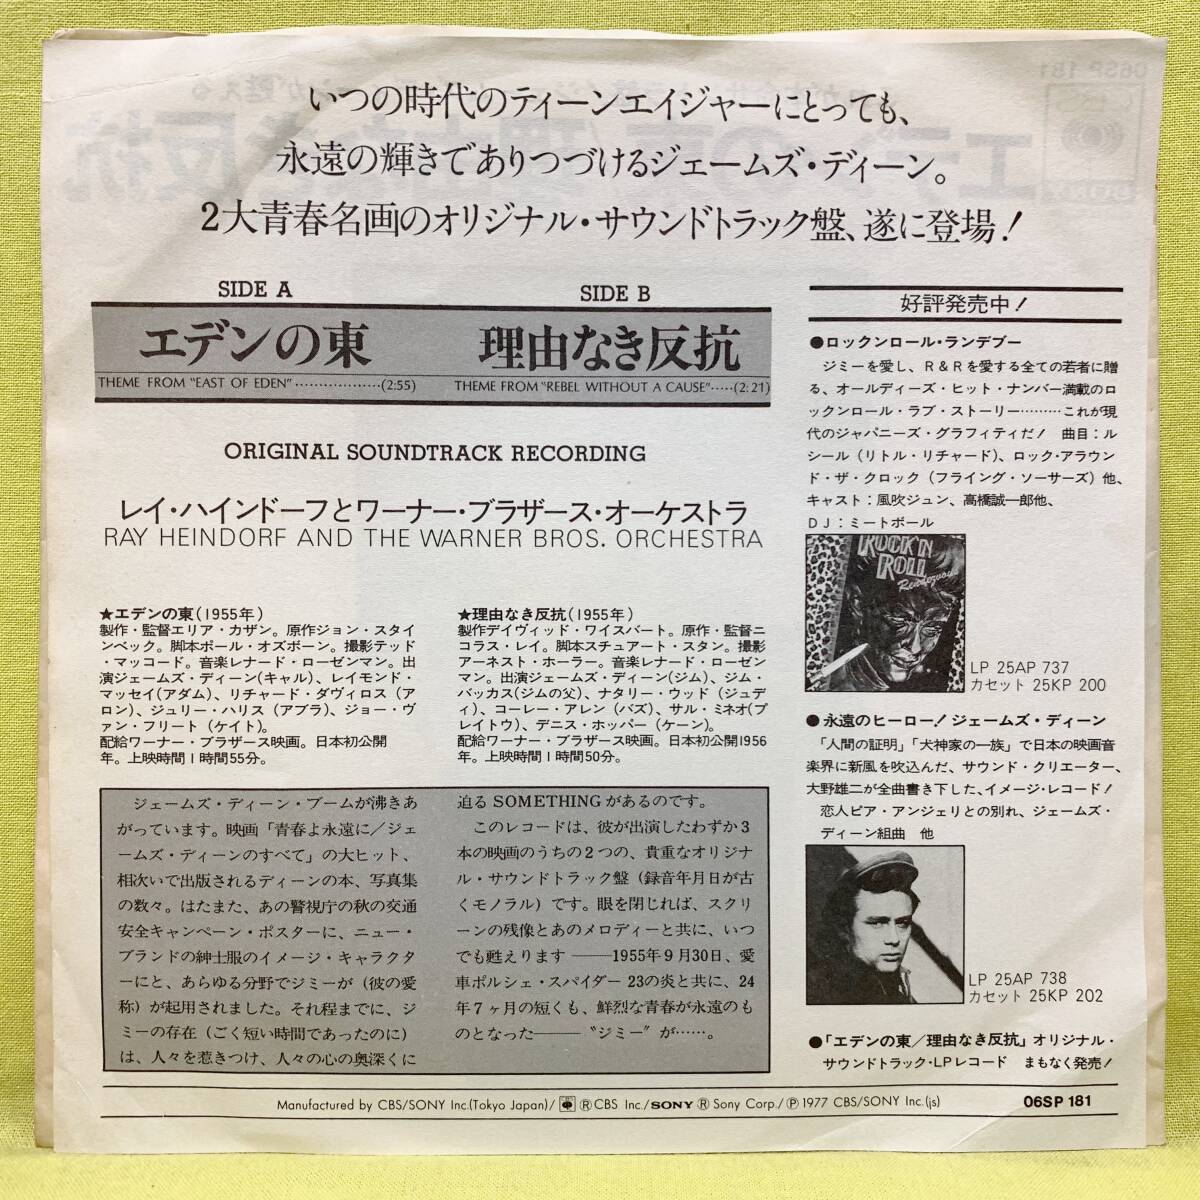 いつの時代のティーンエイジャーにとっても、
永遠の輝きでありつづけるジェームズ・ディーン。
2大青春名画のオリジナル・サウンドトラック盤、遂に登場!
SIDE A
エデンの東
THEME FROM "EAST OF EDEN"..................(2:55)
SIDE B
理由なき反抗
THEME FROM "REBEL WITHOUT A CAUSE".....(2:21)
ORIGINAL SOUNDTRACK RECORDING
レイ・ハインドーフとワーナー・ブラザース・オーケストラ
RAY HEINDORF AND THE WARNER BROS. ORCHESTRA
★エデンの東(1955年)
製作・監督エリア・カザン。原作ジョン・スタイ
ンベック。脚本ポール・オズボーン。撮影テッド
・マッコード。音楽レナード・ローゼンマン。出
演ジェームズ・ディーン(キャル)、レイモンド・
マッセイ(アダム)、リチャード・ダヴィロス(ア
ロン)、ジュリー・ハリス(アブラ)、ジョー・ヴ
ァン・フリート(ケイト)。
配給ワーナー・ブラザース映画。日本初公開
年。上映時間1時間55分。
★理由なき反抗(1955年)
製作デイヴィッド・ワイスバート。原作・監督ニ
コラス・レイ。脚本スチュアート・スタン。撮影
アーネスト・ホーラー。音楽レナード・ローゼン
マン。出演ジェームズ・ディーン(ジム)、ジム・
バッカス(ジムの父)、ナタリー・ウッド(ジュデ
ィ)、コーレー・アレン(バズ)、サル・ミネオ(プ
レイトウ)、デニス・ホッパー(ケーン)。
配給ワーナー・ブラザース映画。日本初公開1956
年。上映時間1時間50分。
ジェームズ・ディーン・ブームが沸きあ
がっています。映画「青春よ永遠に/ジェ
ームズ・ディーンのすべて」の大ヒット、
相次いで出版されるディーンの本、写真集
の数々。はたまた、あの警視庁の秋の交通
安全キャンペーン・ポスターに、ニュー・
ブランドの紳士服のイメージ・キャラクタ
ーにと、あらゆる分野でジミーが(彼の愛
称)が起用されました。それ程までに、ジ
ミーの存在(ごく短い時間であったのに)
は、人々を惹きつけ、人々の心の奥深くに
迫るSOMETHINGがあるのです。
このレコードは、彼が出演したわずか3
本の映画のうちの2つの、貴重なオリジナ
ル・サウンドトラック盤(録音年月日が古
くモノラル)です。眼を閉じれば、スクリ
ーンの残像とあのメロディーと共に、いつ
でも甦えります——1955年9月30日、愛
車ポルシェ・スパイダー23の炎と共に、24
年7ヶ月の短くも、鮮烈な青春が永遠のも
のとなった——"ジミー"が……。
好評発売中!
●ロックンロール・ランデブー
ジミーを愛し、R&Rを愛する全ての若者に贈
る、オールディーズ・ヒット・ナンバー満載のロ
ックンロール・ラブ・ストーリー………これが現
代のジャパニーズ・グラフィティだ! 曲目:ル
シール(リトル・リチャード)、ロック・アラウン
ド・ザ・クロック(フライング・ソーサーズ)他、
キャスト:風吹ジュン、高橋誠一郎他、
DJ:ミートボール
ROCK'N
ROLL
Rendezvous
LP 25AP 737
カセット 25KP 200
●永遠のヒーロー!ジェームズ・ディーン
「人間の証明」「犬神家の一族」で日本の映画音
楽界に新風を吹込んだ、サウンド・クリエーター、
大野雄二が全曲書き下した、イメージ・レコード!
恋人ピア・アンジェリとの別れ、ジェームズ・
ディーン組曲 他
LP 25AP 738
カセット 25KP 202
●「エデンの東/理由なき反抗」オリジナル・
サウンドトラック・LPレコード まもなく発売!
Manufactured by CBS/SONY Inc.(Tokyo Japan)/ ®CBS Inc./SONY ® Sony Corp./℗ 1977 CBS/SONY Inc.(js)
06SP 181